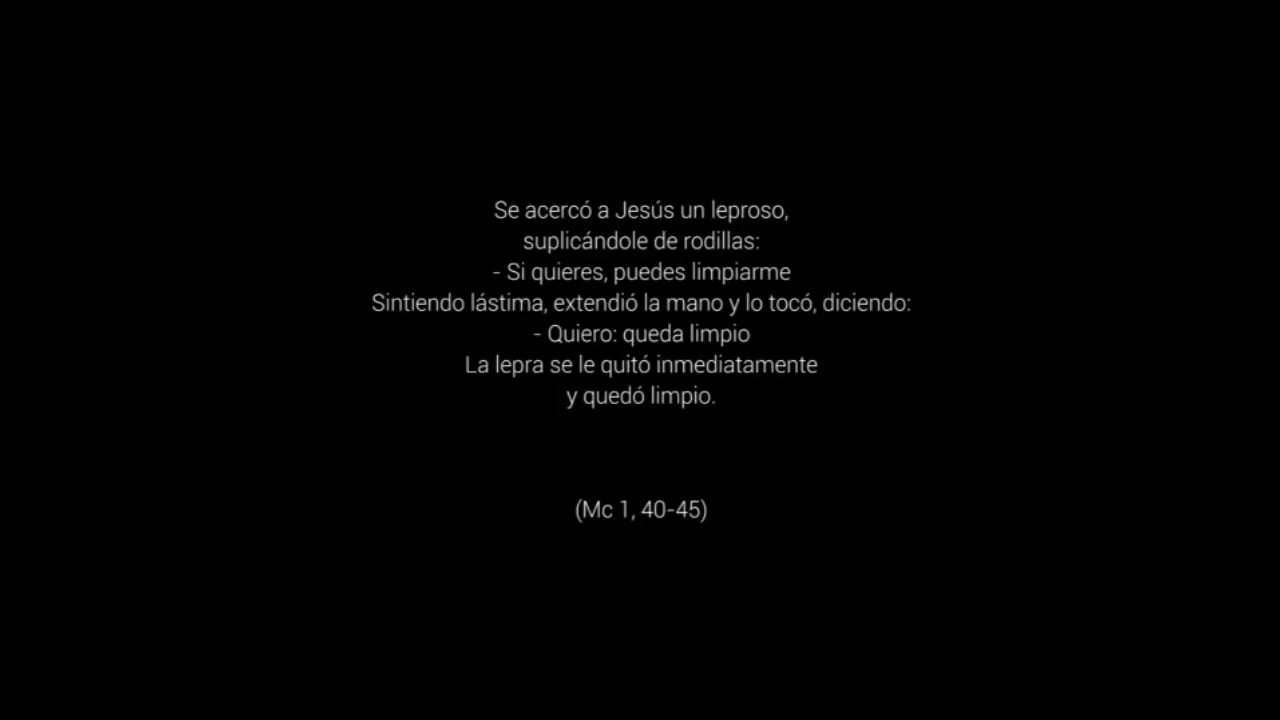 Se acercó a Jesús un leproso,
suplicándole de rodillas:
- Si quieres, puedes limpiarme
Sintiendo lástima, extendió la mano y lo tocó, diciendo:
- Quiero: queda limpio
La lepra se le quitó inmediatamente
y quedó limpio.
(Mc 1, 40-45)